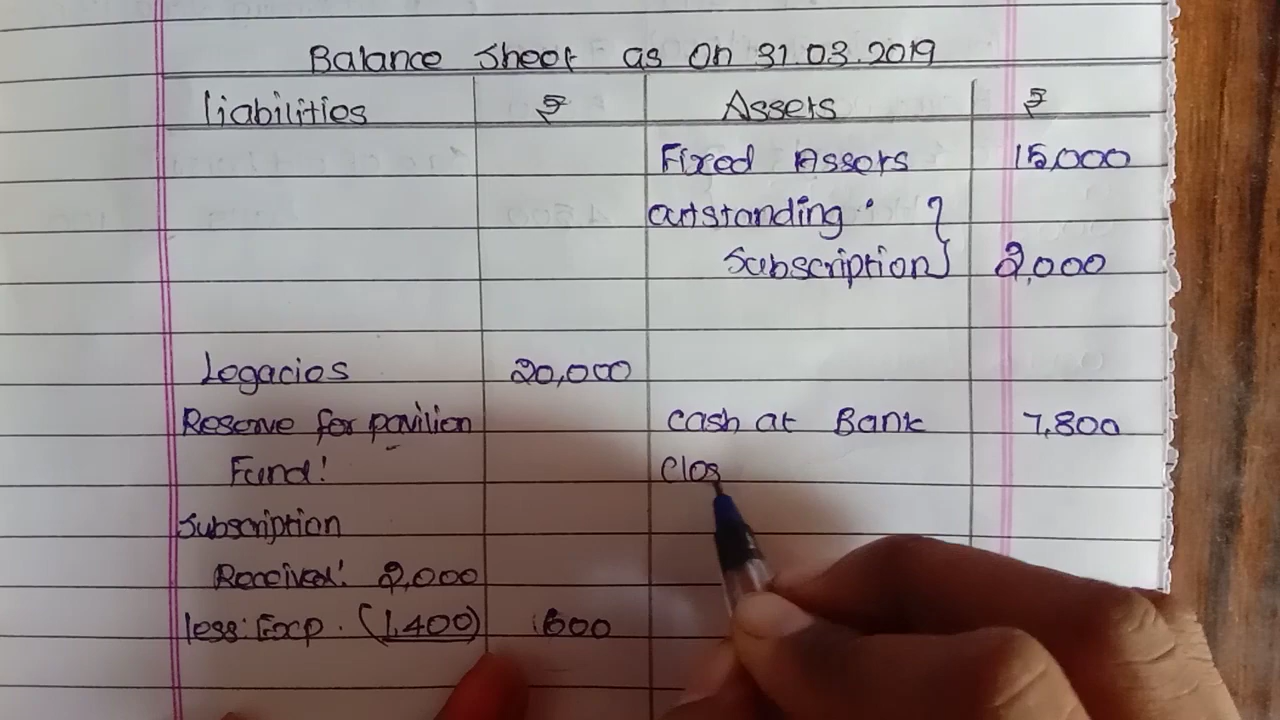 Balance Sheet as on 31.03.2019
Liabilities ₹ Assets ₹
Fixed Assets 15,000
Outstanding
Subscription 2,000
Legacies 20,000
Reserve for pavilion Cash at Bank 7,800
Fund: Clos
Subscription
Received: 2,000
less: Exp. (1,400) 600